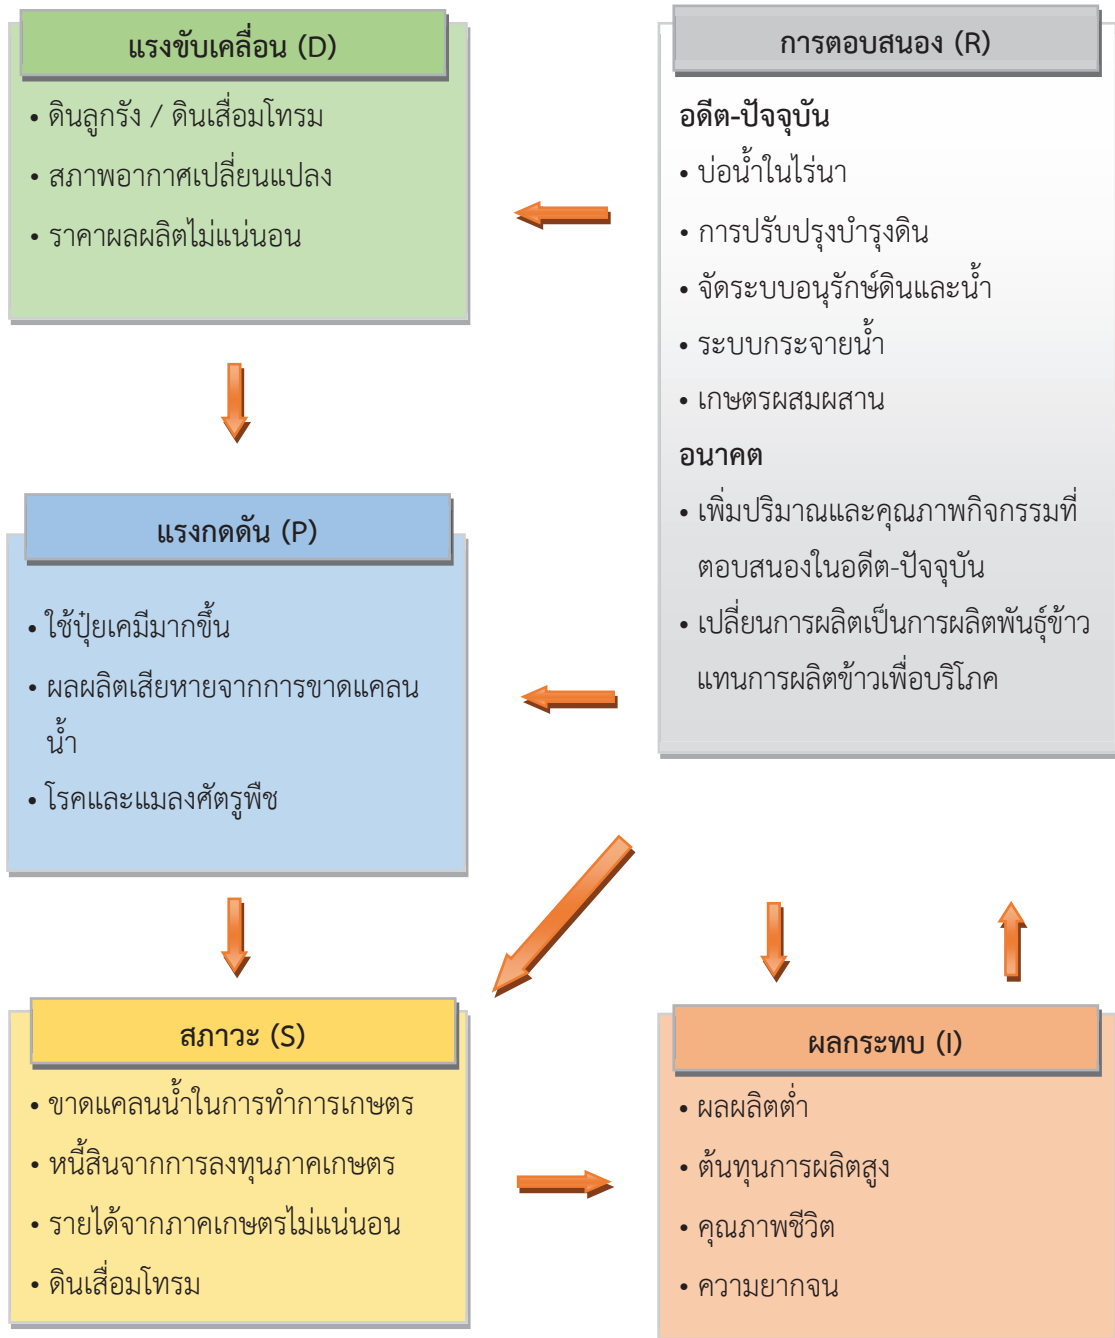 แรงขับเคลื่อน (D)
• ดินลูกรัง / ดินเสื่อมโทรม
• สภาพอากาศเปลี่ยนแปลง
• ราคาผลผลิตไม่แน่นอน
การตอบสนอง (R)
อดีต-ปัจจุบัน
• บ่อน้ำในไร่นา
• การปรับปรุงบำรุงดิน
• จัดระบบอนุรักษ์ดินและน้ำ
• ระบบกระจายน้ำ
• เกษตรผสมผสาน
อนาคต
• เพิ่มปริมาณและคุณภาพกิจกรรมที่
ตอบสนองในอดีต-ปัจจุบัน
• เปลี่ยนการผลิตเป็นการผลิตพันธุ์ข้าว
แทนการผลิตข้าวเพื่อบริโภค
แรงกดดัน (P)
• ใช้ปุ๋ยเคมีมากขึ้น
• ผลผลิตเสียหายจากการขาดแคลน
น้ำ
• โรคและแมลงศัตรูพืช
สภาวะ (S)
• ขาดแคลนน้ำในการทำการเกษตร
• หนี้สินจากการลงทุนภาคเกษตร
• รายได้จากภาคเกษตรไม่แน่นอน
• ดินเสื่อมโทรม
ผลกระทบ (I)
• ผลผลิตต่ำ
• ต้นทุนการผลิตสูง
• คุณภาพชีวิต
• ความยากจน